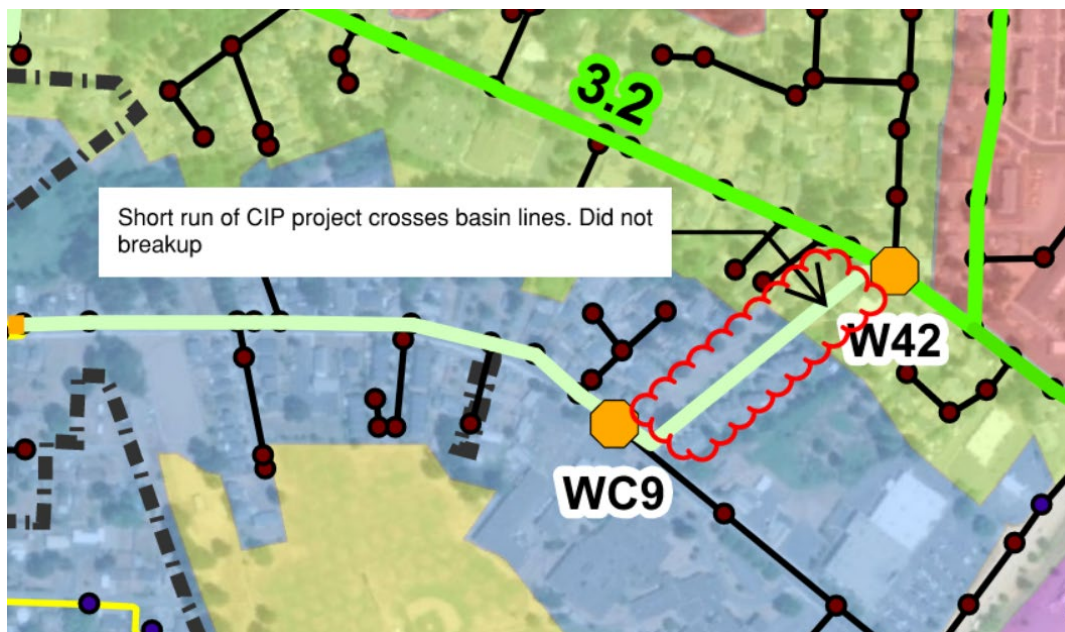 3.2
Short run of CIP project crosses basin lines. Did not
breakup
W42
WC9